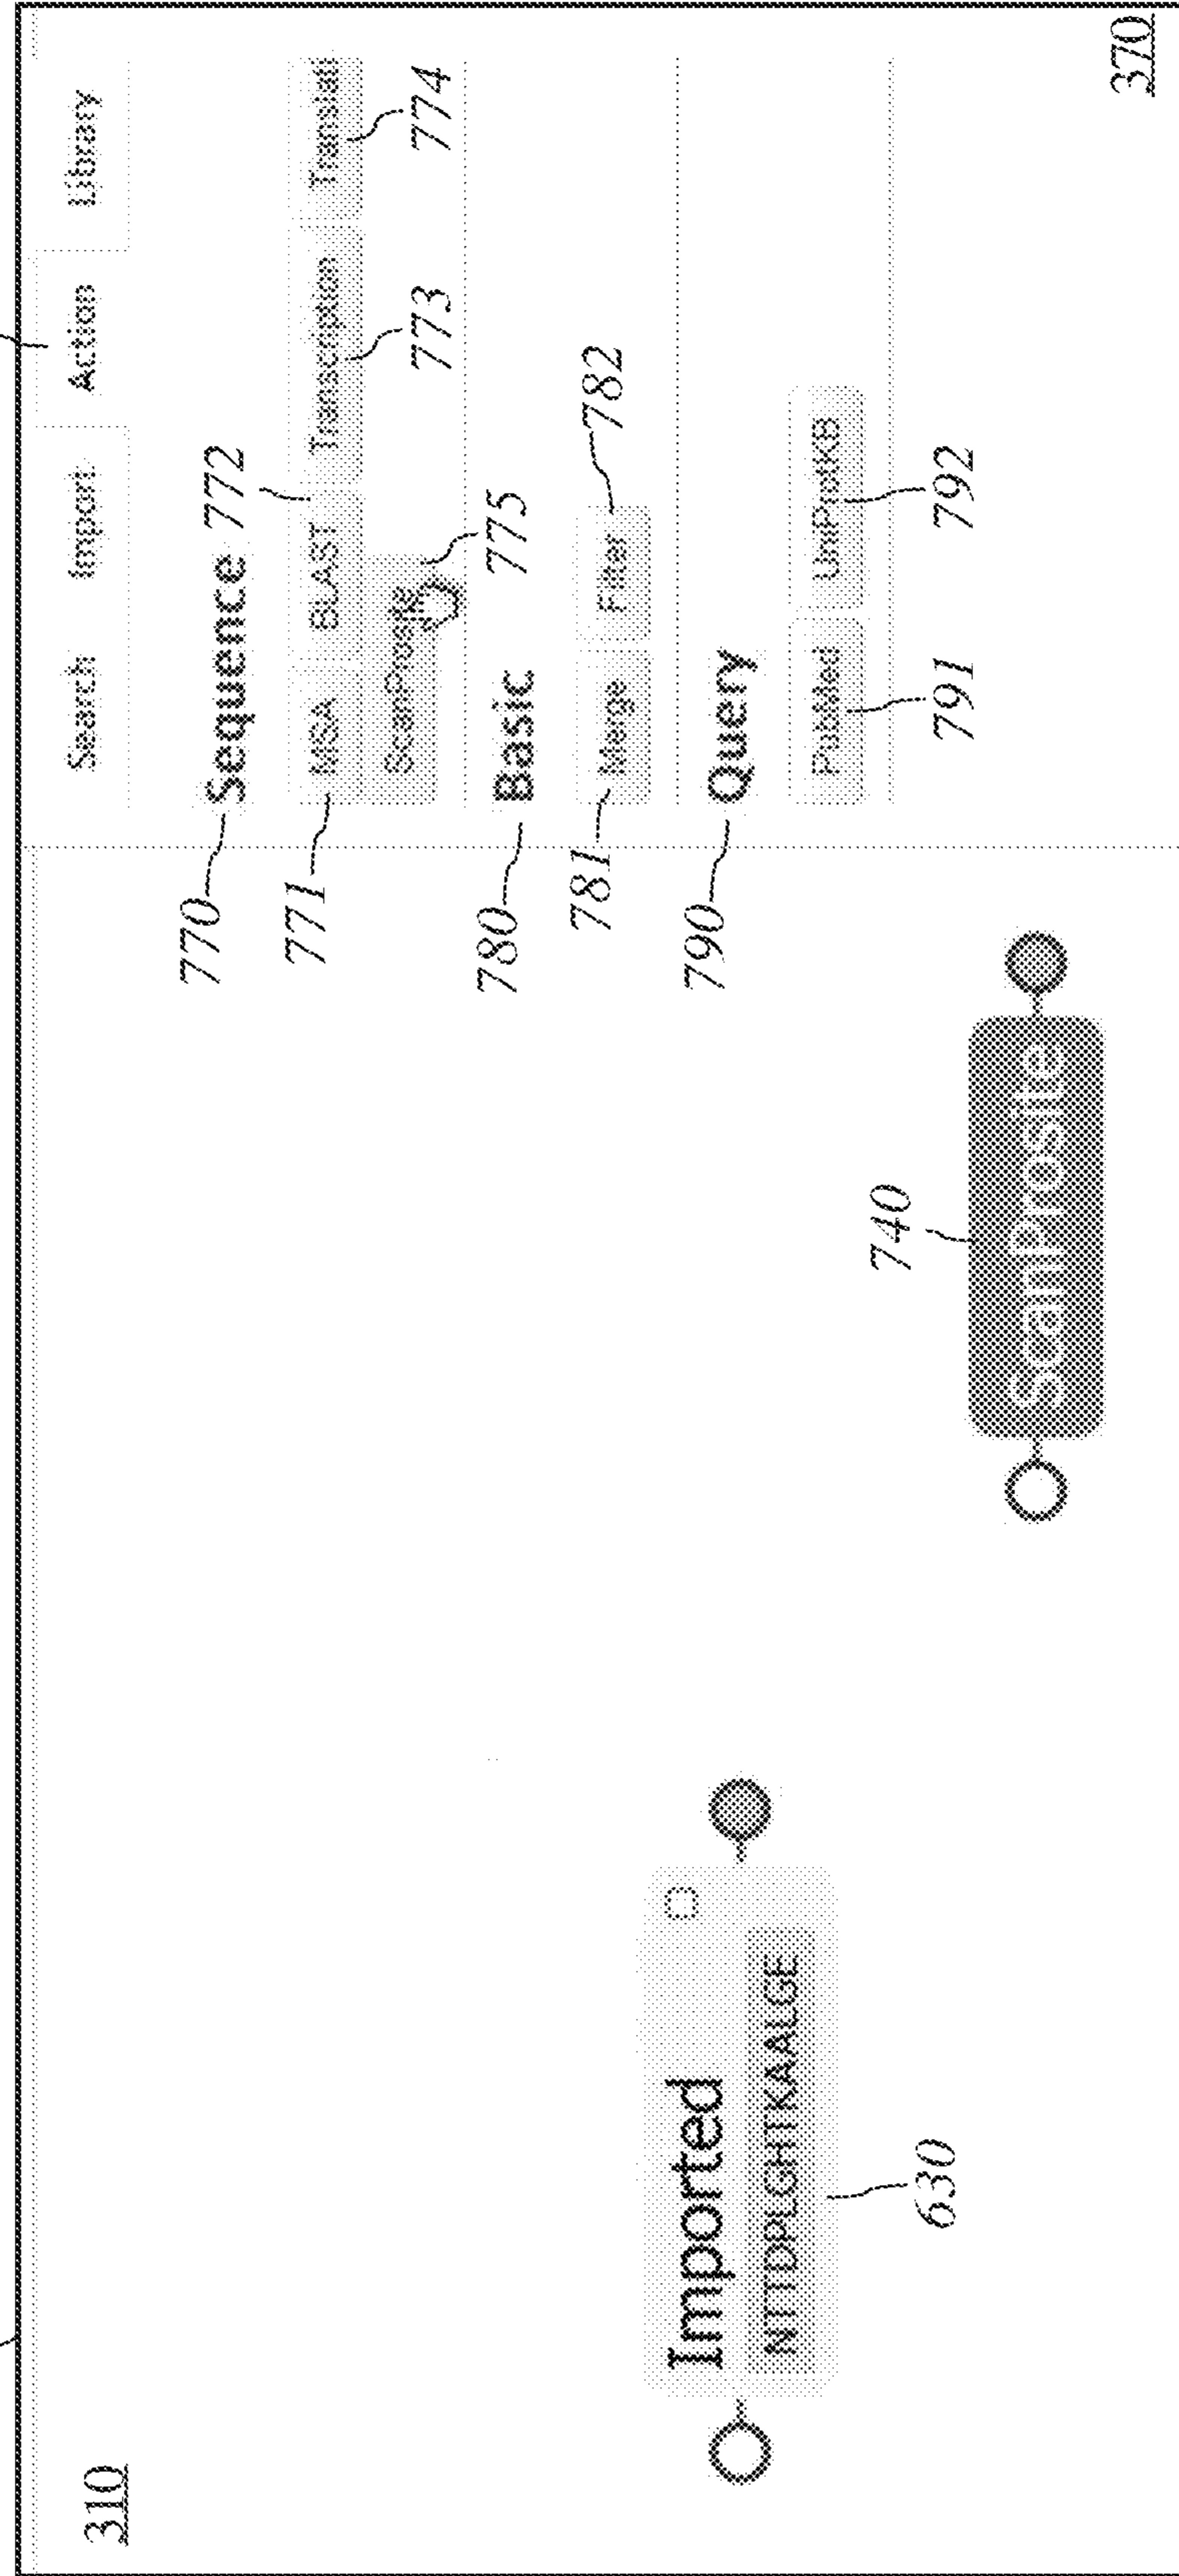 310
Search Import Action Library
770 Sequence 772
771 MSA BLAST Transcription Translati
ScanProsite
775 773 774
780 Basic
781 Merge Filter 782
790 Query
PubMed UniProtKB
791 792
Imported
NTTDPLGHTKAALGE
630
740
ScanProsite
370